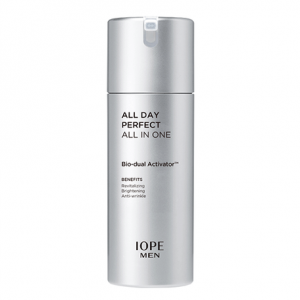 ALL DAY
PERFECT
ALL IN ONE
Bio-dual Activator™
BENEFITS
Revitalizing
Brightening
Anti-wrinkle
IOPE
MEN